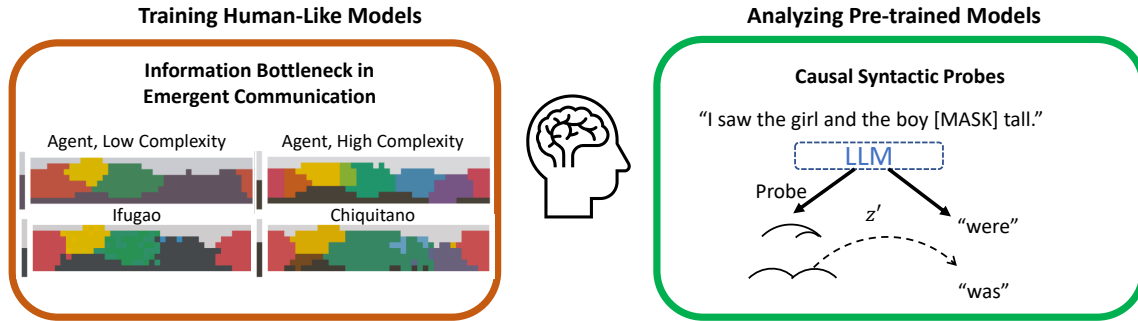 Training Human-Like Models
Information Bottleneck in
Emergent Communication
Agent, Low Complexity
Agent, High Complexity
Ifugao
Chiquitano
Analyzing Pre-trained Models
Causal Syntactic Probes
“I saw the girl and the boy [MASK] tall.”
LLM
Probe
z′
“were”
“was”